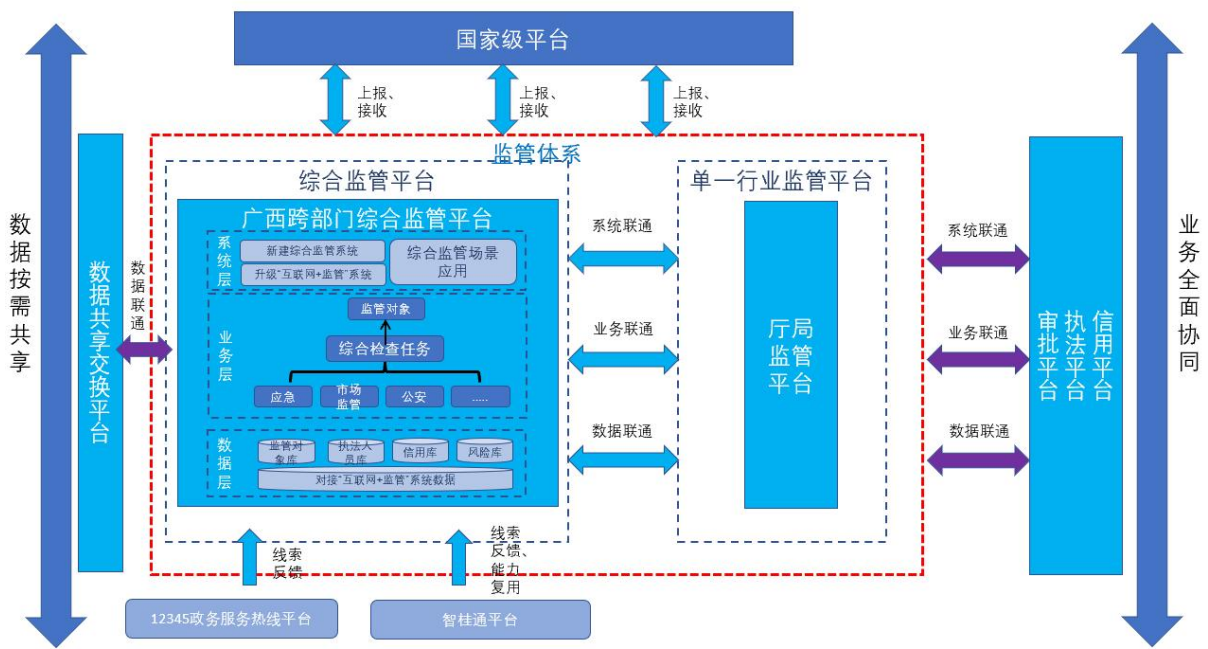 国家级平台
上报、
接收
上报、
接收
上报、
接收
数据按需共享
数据共享交换平台
数据
联通
监管体系
综合监管平台
广西跨部门综合监管平台
系统层
新建综合监管系统
升级“互联网+监管”系统
综合监管场景
应用
业务层
监管对象
综合检查任务
应急
市场
监管
公安
.....
数据层
监管对
象库
执法人
员库
信用库
风险库
对接“互联网+监管”系统数据
系统联通
业务联通
数据联通
单一行业监管平台
厅局
监管
平台
系统联通
业务联通
数据联通
审批平台
执法平台
信用平台
业务全面协同
线索
反馈
线索
反馈、
能力
复用
12345政务服务热线平台
智桂通平台